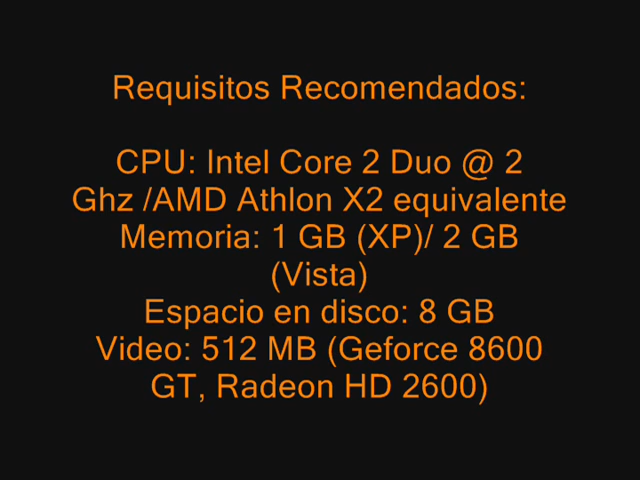 Requisitos Recomendados:
CPU: Intel Core 2 Duo @ 2
Ghz /AMD Athlon X2 equivalente
Memoria: 1 GB (XP)/ 2 GB
(Vista)
Espacio en disco: 8 GB
Video: 512 MB (Geforce 8600
GT, Radeon HD 2600)